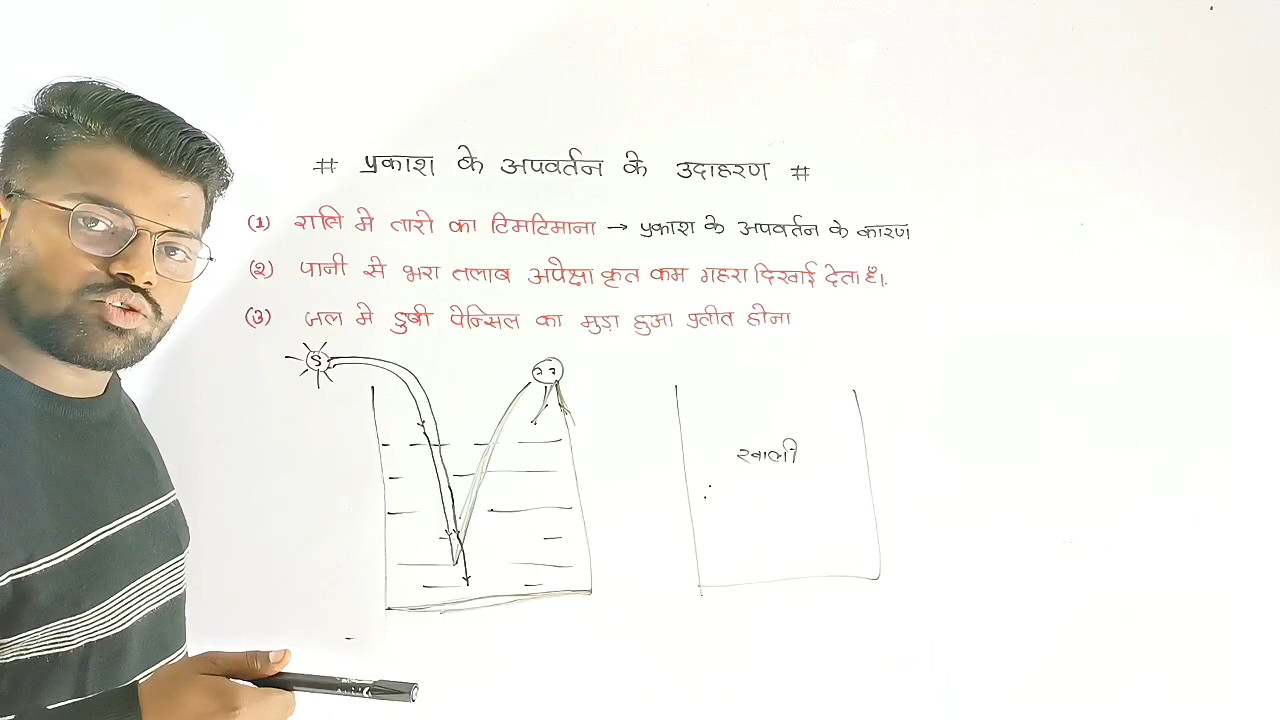 # प्रकाश के अपवर्तन के उदाहरण #
(1) रात्रि मे तारो का टिमटिमाना → प्रकाश के अपवर्तन के कारण
(2) पानी से भरा तलाब अपेक्षा कृत कम गहरा दिखाई देता है।
(3) जल मे डुबी पेन्सिल का मुड़ा हुआ प्रतीत होना
S
खाली